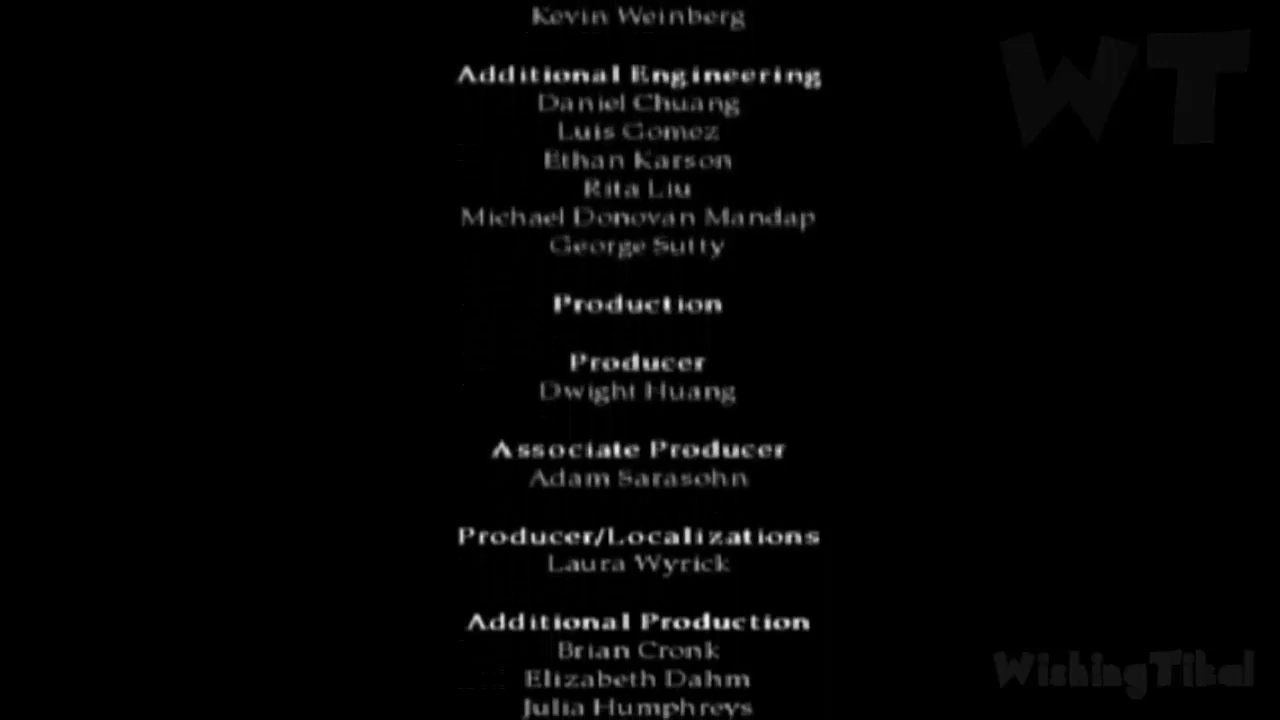 Kevin Weinberg
WT
Additional Engineering
Daniel Chuang
Luis Gomez
Ethan Karson
Rita Liu
Michael Donovan Mandap
George Sutty
Production
Producer
Dwight Huang
Associate Producer
Adam Sarasohn
Producer/Localizations
Laura Wyrick
Additional Production
Brian Cronk
Elizabeth Dahm
Julia Humphreys
WishingTikal